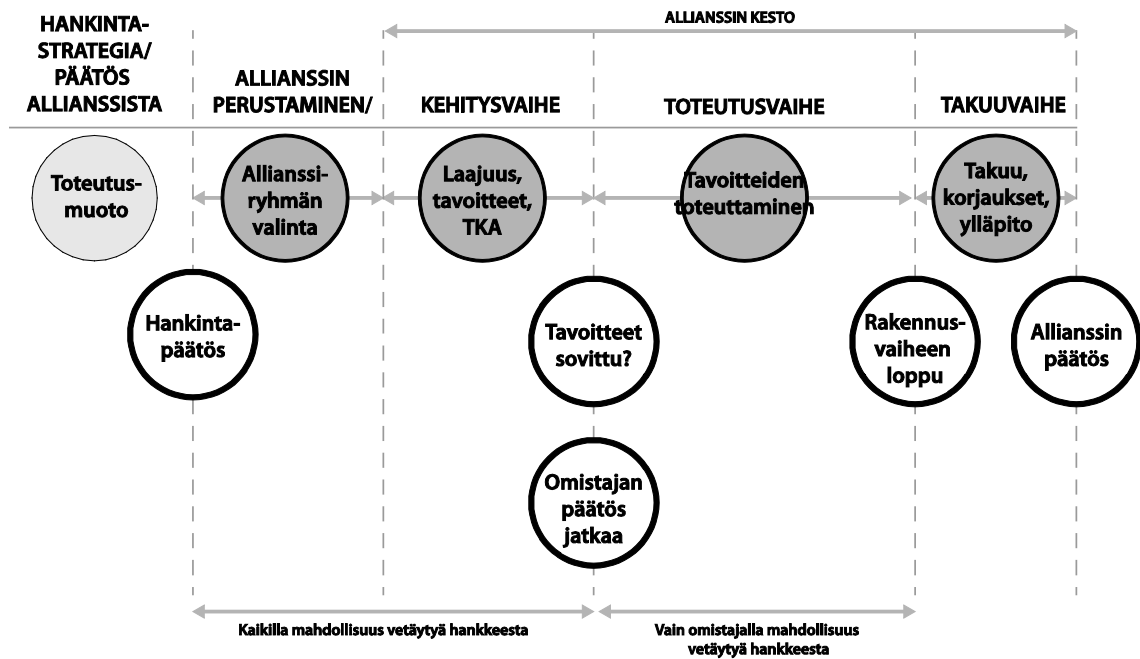 HANKINTA-
STRATEGIA/
PÄÄTÖS
ALLIANSSISTA
ALLIANSSIN
PERUSTAMINEN/
ALLIANSSIN KESTO
KEHITYSVAIHE
TOTEUTUSVAIHE
TAKUUVAIHE
Toteutus-
muoto
Allianssi-
ryhmän
valinta
Laajuus,
tavoitteet,
TKA
Tavoitteiden
toteuttaminen
Takuu,
korjaukset,
ylläpito
Hankinta-
päätös
Tavoitteet
sovittu?
Rakennus-
vaiheen
loppu
Allianssin
päätös
Omistajan
päätös
jatkaa
Kaikilla mahdollisuus vetäytyä hankkeesta
Vain omistajalla mahdollisuus
vetäytyä hankkeesta